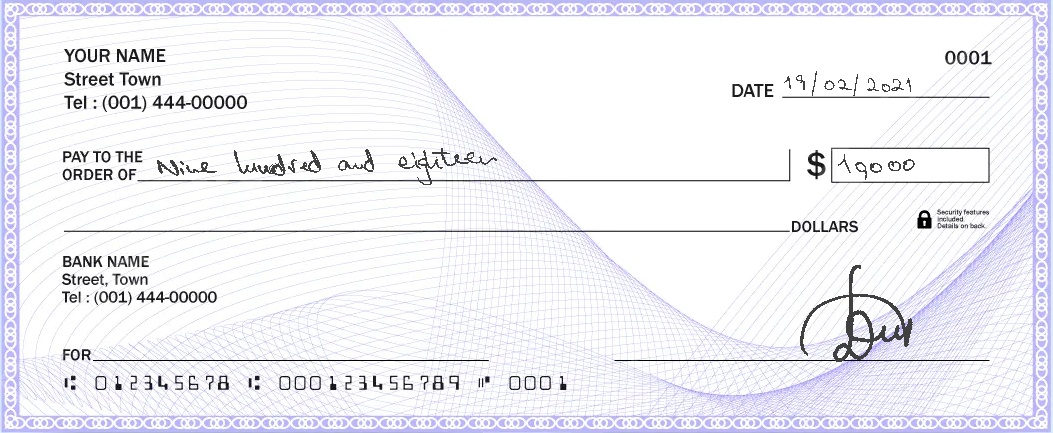 YOUR NAME
0001
Street Town
DATE 19/02/2021
Tel : (001) 444-00000
PAY TO THE
ORDER OF Nine hundred and eighteen $ 19000
Security features
included.
Details on back.
DOLLARS
BANK NAME
Street, Town
Tel : (001) 444-00000
FOR
⑆ 012345678 ⑆ 000123456789 ⑈ 0001